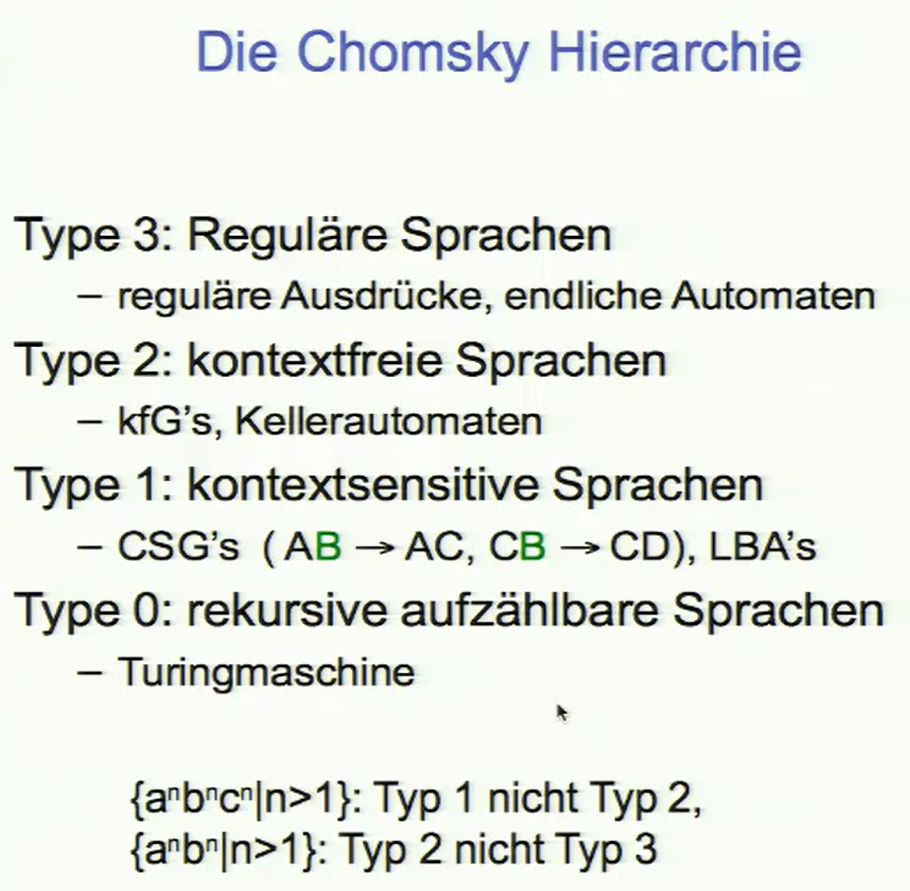 Die Chomsky Hierarchie
Type 3: Reguläre Sprachen
– reguläre Ausdrücke, endliche Automaten
Type 2: kontextfreie Sprachen
– kfG’s, Kellerautomaten
Type 1: kontextsensitive Sprachen
– CSG’s (AB → AC, CB → CD), LBA’s
Type 0: rekursive aufzählbare Sprachen
– Turingmaschine
{aⁿbⁿcⁿ|n>1}: Typ 1 nicht Typ 2,
{aⁿbⁿ|n>1}: Typ 2 nicht Typ 3